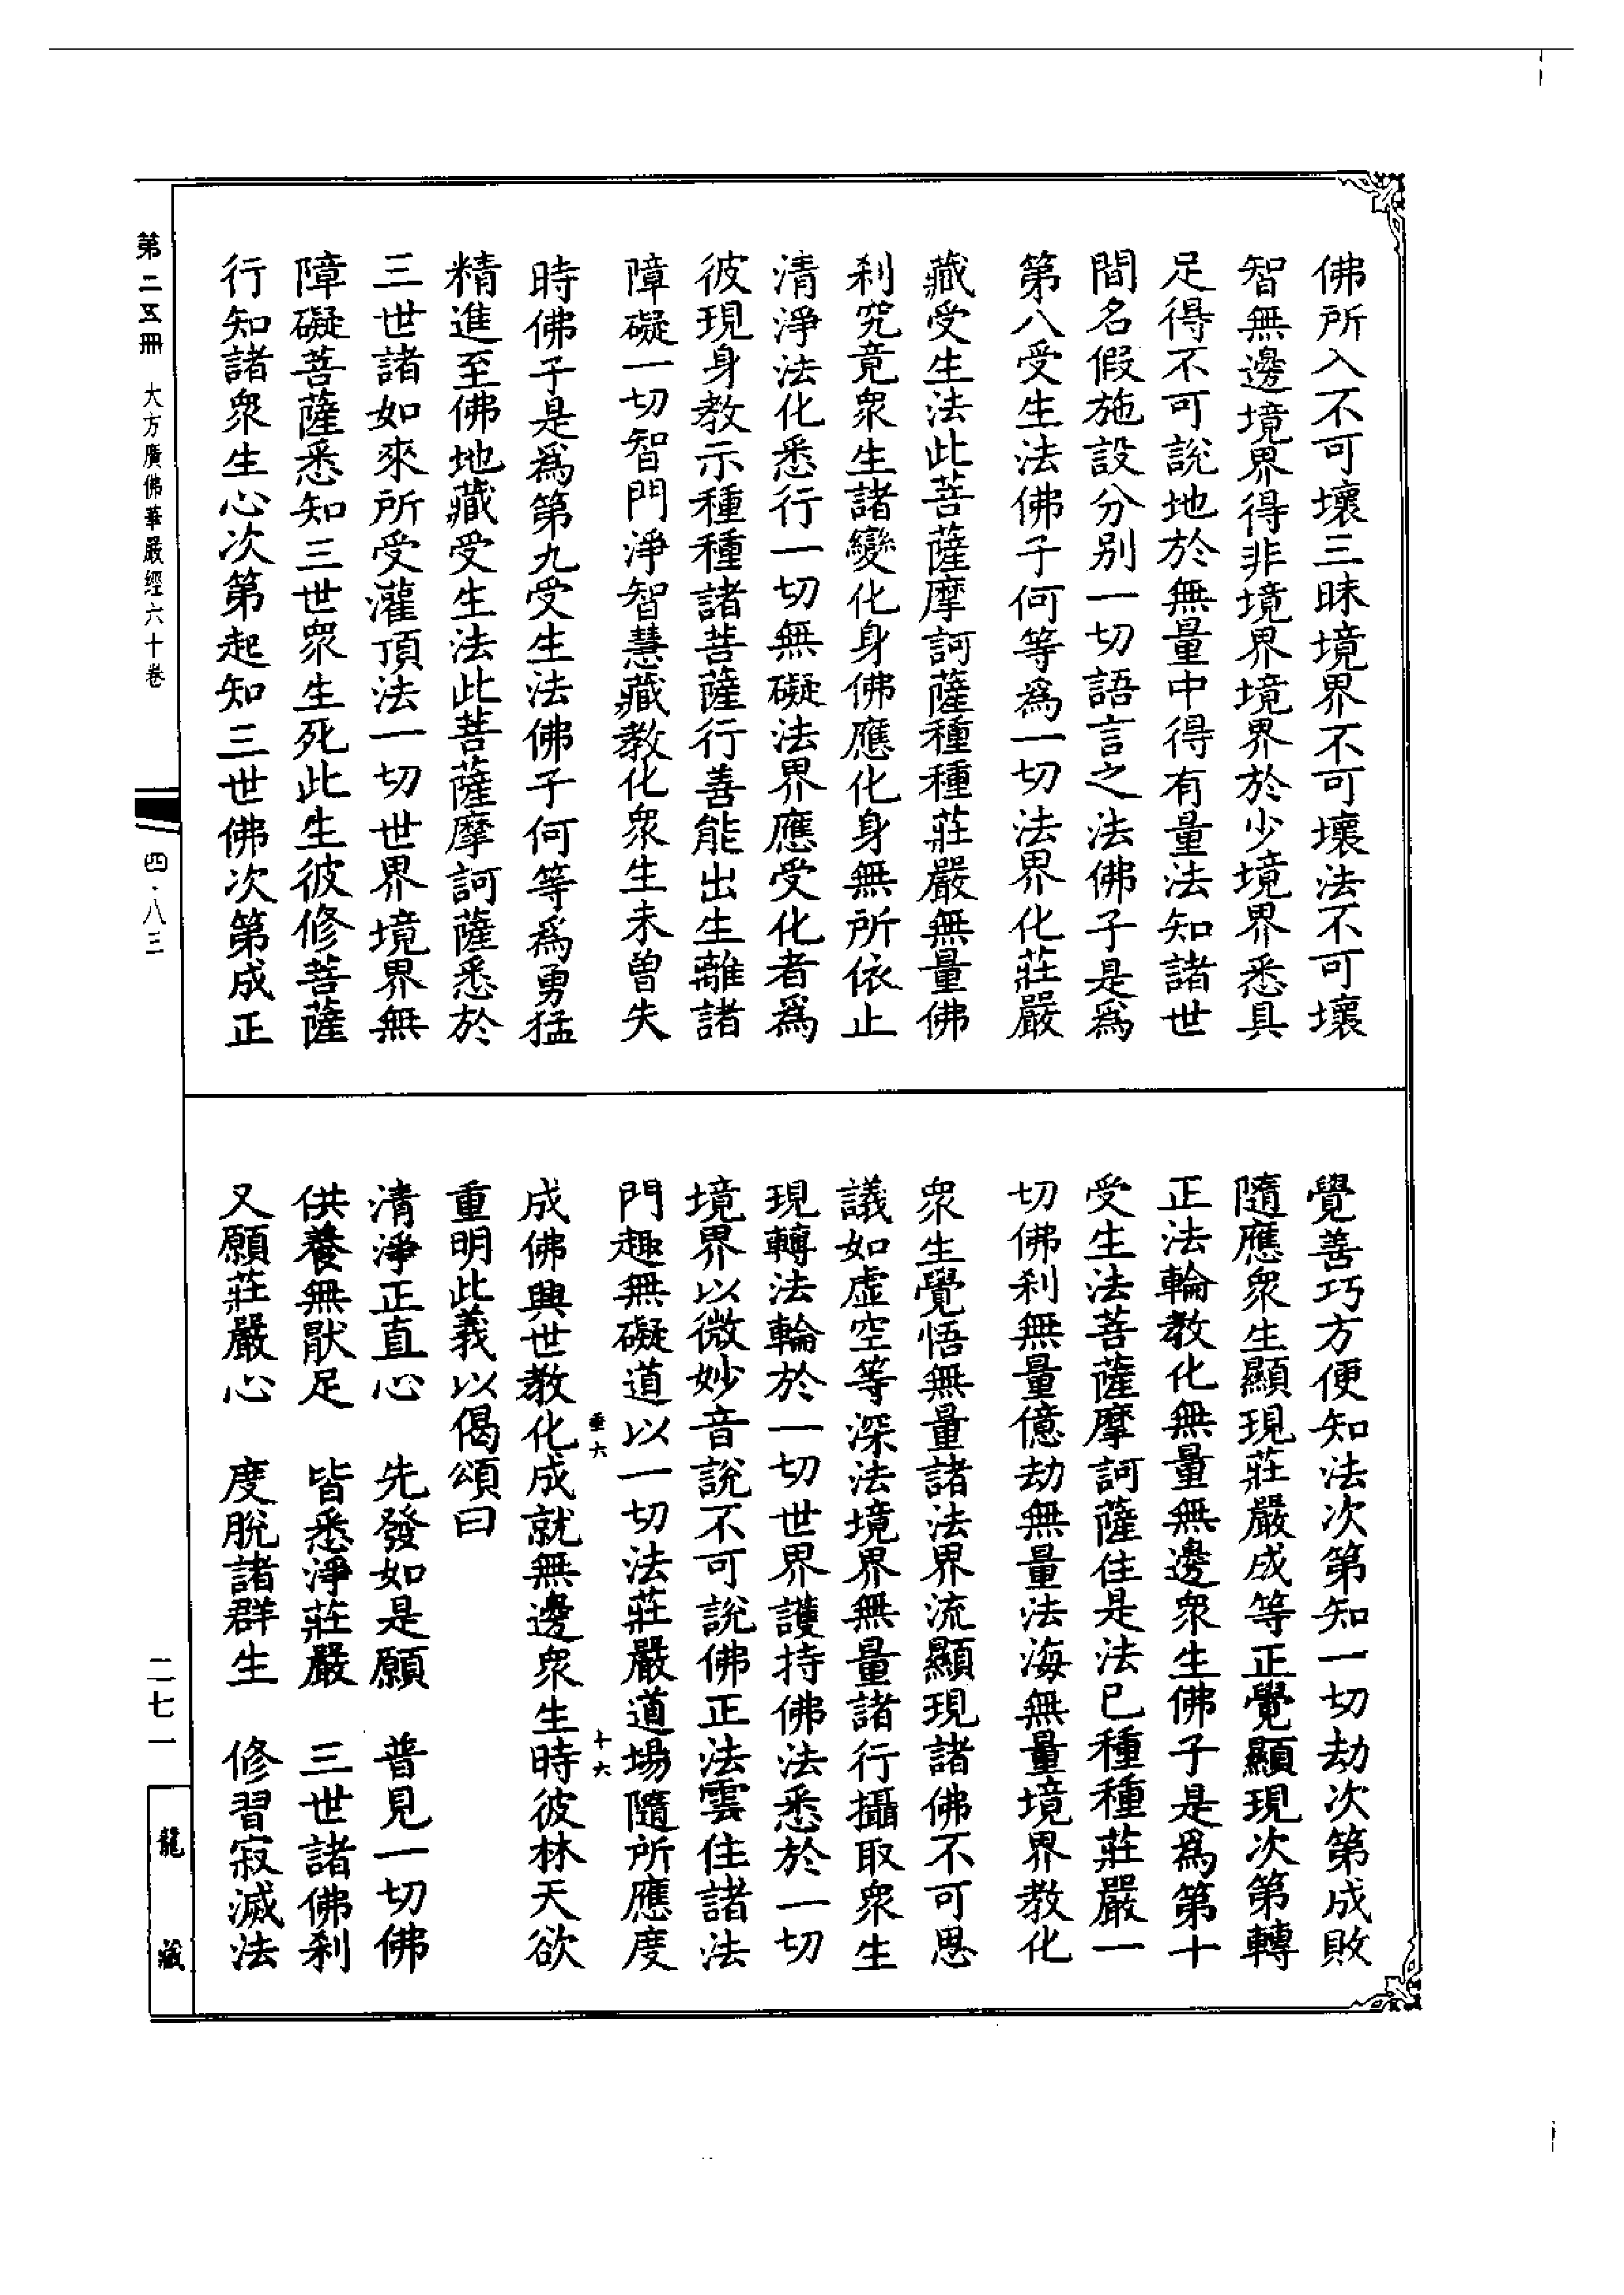 佛所入不可壞三昧境界不可壞法不可壞
智無邊境界得非境界境界於少境界悉具
足得不可說地於無量中得有量法知諸世
間名假施設分別一切語言之法佛子是爲
第八受生法佛子何等爲一切法界化莊嚴
藏受生法此菩薩摩訶薩種種莊嚴無量佛
剎究竟衆生諸變化身佛應化身無所依止
清淨法化悉行一切無礙法界應受化者爲
彼現身教示種種諸菩薩行善能出生離諸
障礙一切智門淨智慧藏教化衆生未曾失
時佛子是爲第九受生法佛子何等爲勇猛
精進至佛地藏受生法此菩薩摩訶薩悉於
三世諸如來所受灌頂法一切世界境界無
障礙菩薩悉知三世衆生死此生彼修菩薩
行知諸衆生心次第起知三世佛次第成正
覺善巧方便知法次第知一切劫次第成敗
隨應衆生顯現莊嚴成等正覺顯現次第轉
正法輪教化無量無邊衆生佛子是爲第十
受生法菩薩摩訶薩住是法已種種莊嚴一
切佛剎無量億劫無量法海無量境界教化
衆生覺悟無量諸法界流顯現諸佛不可思
議如虛空等深法境界無量諸行攝取衆生
現轉法輪於一切世界護持佛法悉於一切
境界以微妙音說不可說佛正法雲住諸法
門趣無礙道以一切法莊嚴道場隨所應度
垂六 十六
成佛興世教化成就無邊衆生時彼林天欲
重明此義以偈頌曰
清淨正直心 先發如是願 普見一切佛
供養無猒足 皆悉淨莊嚴 三世諸佛剎
又願莊嚴心 度脫諸群生 修習寂滅法
第二五冊 大方廣佛華嚴經六十卷 四·八三
二七一 龍藏